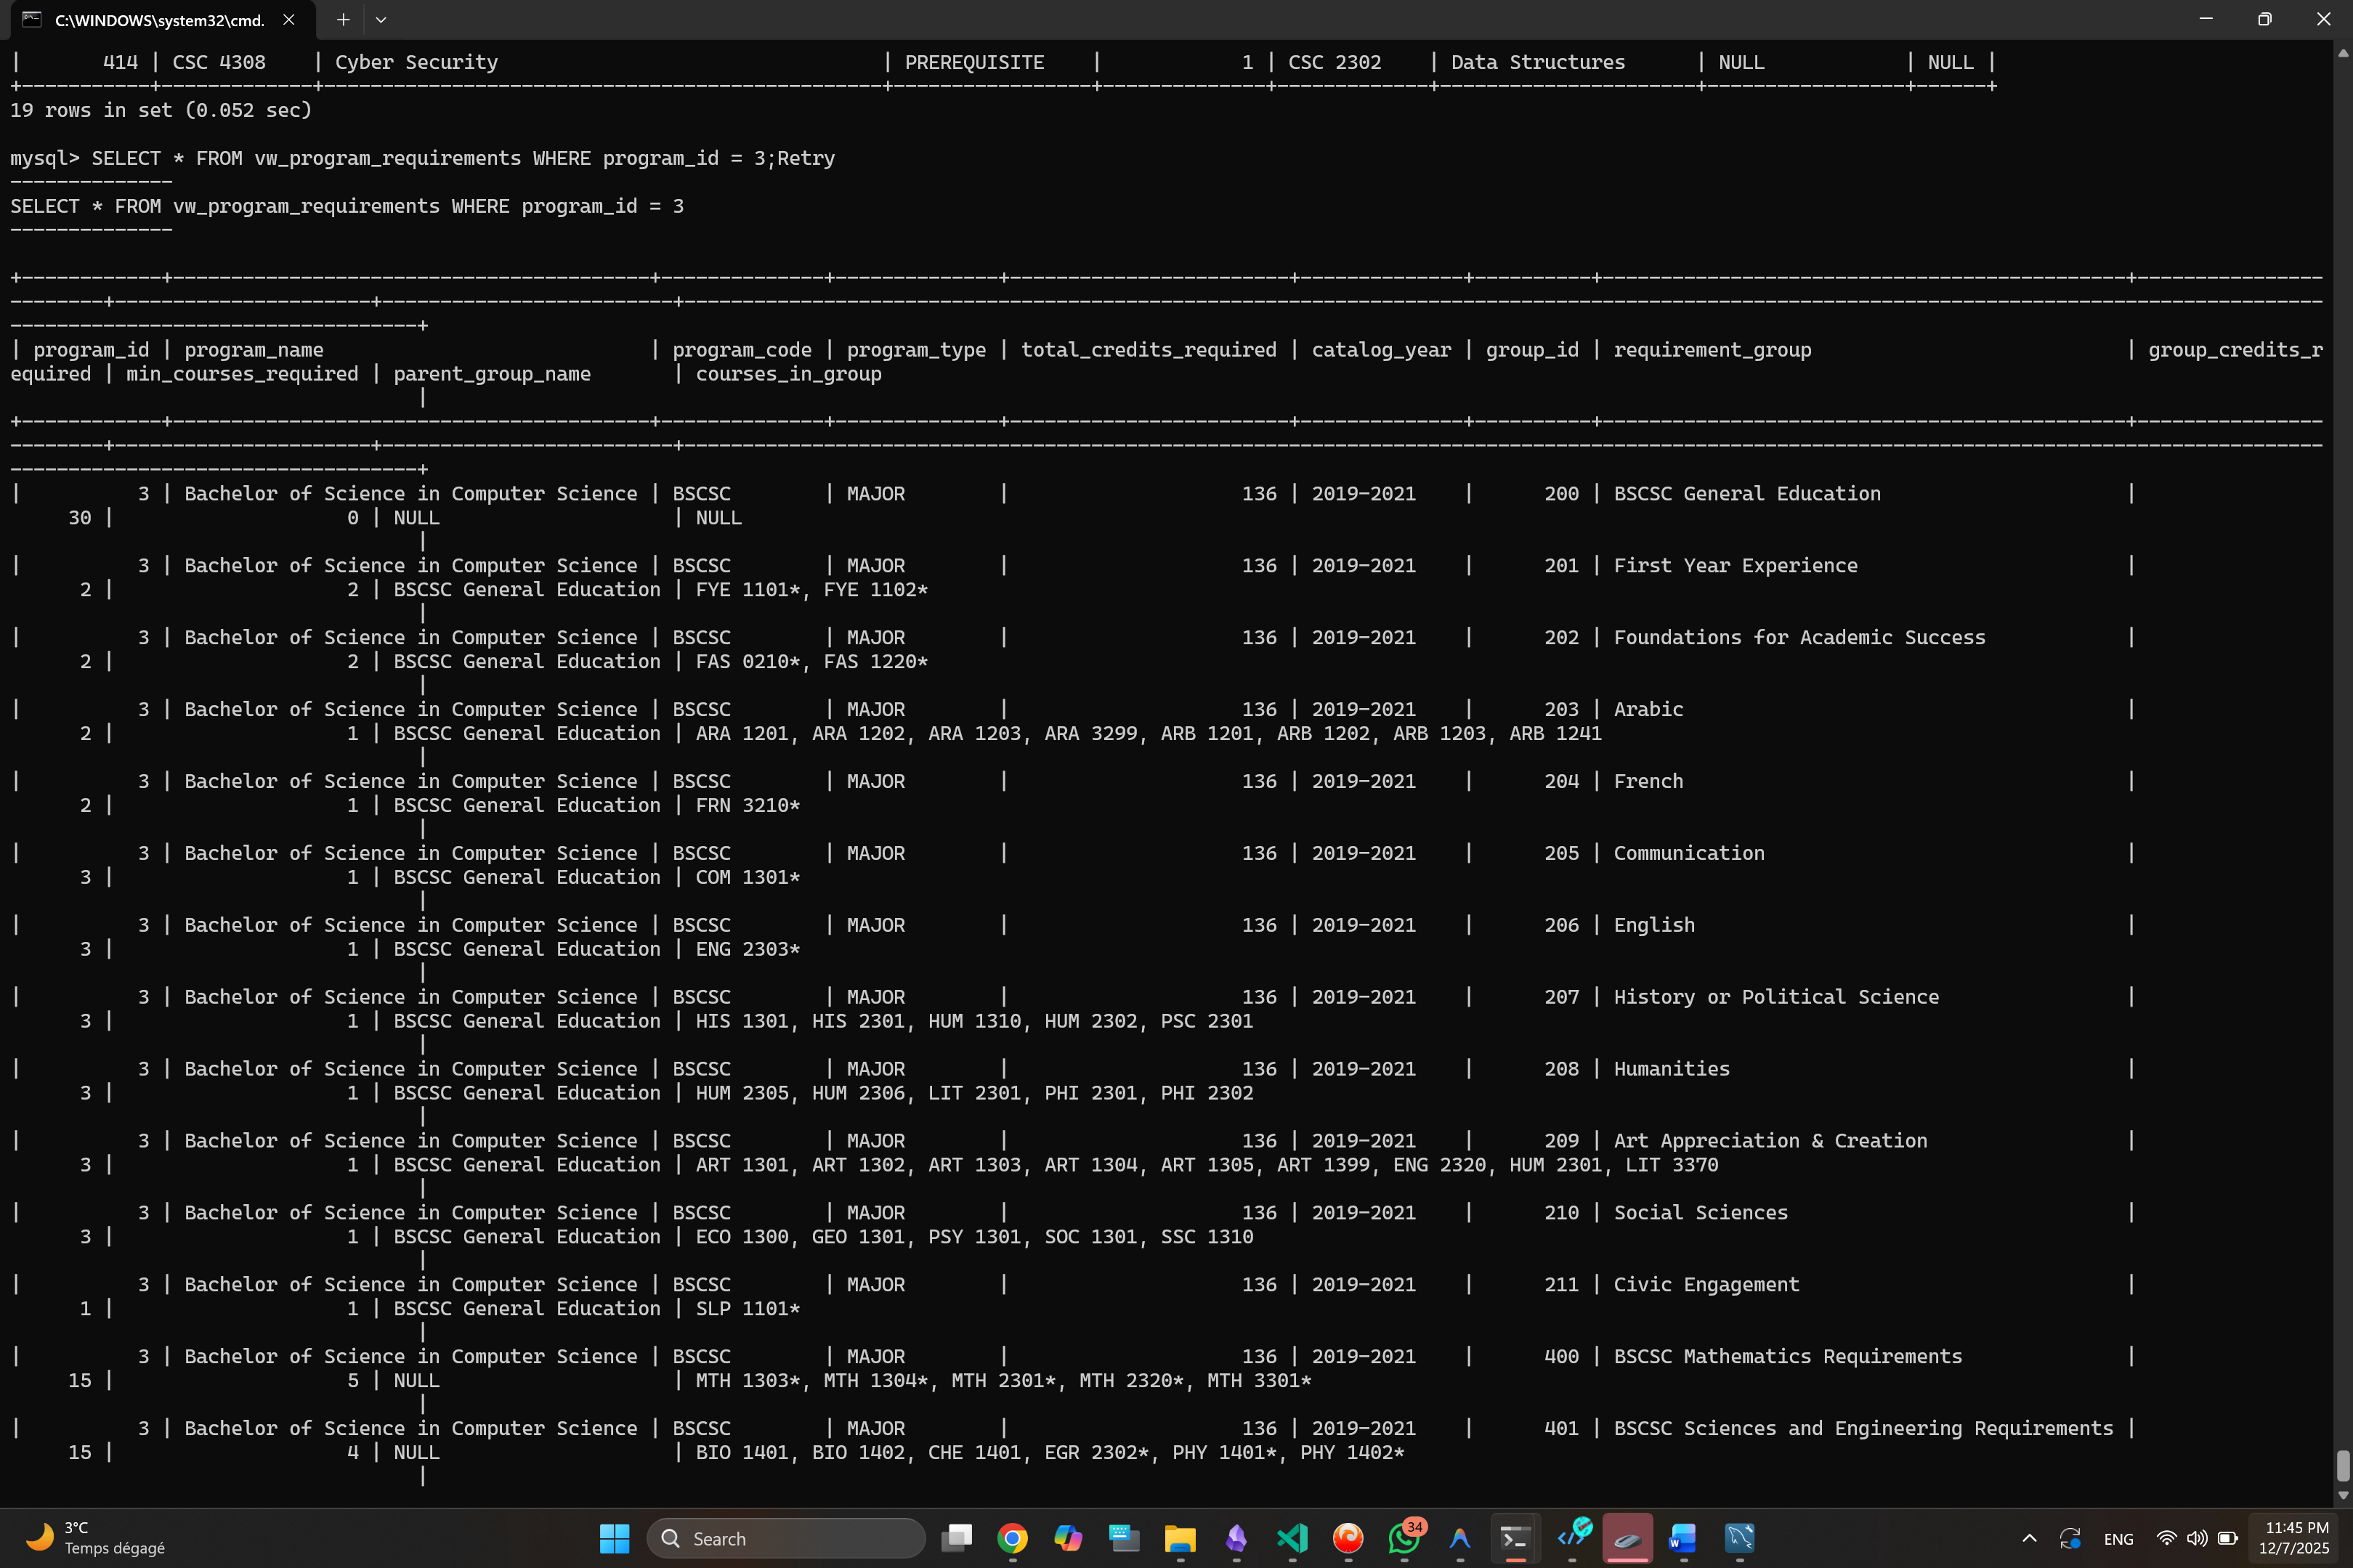 C:\WINDOWS\system32\cmd.
| 414 | CSC 4308 | Cyber Security | PREREQUISITE | 1 | CSC 2302 | Data Structures | NULL | NULL |
19 rows in set (0.052 sec)
mysql> SELECT * FROM vw_program_requirements WHERE program_id = 3;Retry
--------------
SELECT * FROM vw_program_requirements WHERE program_id = 3
--------------
| program_id | program_name | program_code | program_type | total_credits_required | catalog_year | group_id | requirement_group | group_credits_r
equired | min_courses_required | parent_group_name | courses_in_group
|
| 3 | Bachelor of Science in Computer Science | BSCSC | MAJOR | 136 | 2019-2021 | 200 | BSCSC General Education |
30 | 0 | NULL | NULL
|
| 3 | Bachelor of Science in Computer Science | BSCSC | MAJOR | 136 | 2019-2021 | 201 | First Year Experience |
2 | 2 | BSCSC General Education | FYE 1101*, FYE 1102*
|
| 3 | Bachelor of Science in Computer Science | BSCSC | MAJOR | 136 | 2019-2021 | 202 | Foundations for Academic Success |
2 | 2 | BSCSC General Education | FAS 0210*, FAS 1220*
|
| 3 | Bachelor of Science in Computer Science | BSCSC | MAJOR | 136 | 2019-2021 | 203 | Arabic |
2 | 1 | BSCSC General Education | ARA 1201, ARA 1202, ARA 1203, ARA 3299, ARB 1201, ARB 1202, ARB 1203, ARB 1241
|
| 3 | Bachelor of Science in Computer Science | BSCSC | MAJOR | 136 | 2019-2021 | 204 | French |
2 | 1 | BSCSC General Education | FRN 3210*
|
| 3 | Bachelor of Science in Computer Science | BSCSC | MAJOR | 136 | 2019-2021 | 205 | Communication |
3 | 1 | BSCSC General Education | COM 1301*
|
| 3 | Bachelor of Science in Computer Science | BSCSC | MAJOR | 136 | 2019-2021 | 206 | English |
3 | 1 | BSCSC General Education | ENG 2303*
|
| 3 | Bachelor of Science in Computer Science | BSCSC | MAJOR | 136 | 2019-2021 | 207 | History or Political Science |
3 | 1 | BSCSC General Education | HIS 1301, HIS 2301, HUM 1310, HUM 2302, PSC 2301
|
| 3 | Bachelor of Science in Computer Science | BSCSC | MAJOR | 136 | 2019-2021 | 208 | Humanities |
3 | 1 | BSCSC General Education | HUM 2305, HUM 2306, LIT 2301, PHI 2301, PHI 2302
|
| 3 | Bachelor of Science in Computer Science | BSCSC | MAJOR | 136 | 2019-2021 | 209 | Art Appreciation & Creation |
3 | 1 | BSCSC General Education | ART 1301, ART 1302, ART 1303, ART 1304, ART 1305, ART 1399, ENG 2320, HUM 2301, LIT 3370
|
| 3 | Bachelor of Science in Computer Science | BSCSC | MAJOR | 136 | 2019-2021 | 210 | Social Sciences |
3 | 1 | BSCSC General Education | ECO 1300, GEO 1301, PSY 1301, SOC 1301, SSC 1310
|
| 3 | Bachelor of Science in Computer Science | BSCSC | MAJOR | 136 | 2019-2021 | 211 | Civic Engagement |
1 | 1 | BSCSC General Education | SLP 1101*
|
| 3 | Bachelor of Science in Computer Science | BSCSC | MAJOR | 136 | 2019-2021 | 400 | BSCSC Mathematics Requirements |
15 | 5 | NULL | MTH 1303*, MTH 1304*, MTH 2301*, MTH 2320*, MTH 3301*
|
| 3 | Bachelor of Science in Computer Science | BSCSC | MAJOR | 136 | 2019-2021 | 401 | BSCSC Sciences and Engineering Requirements |
15 | 4 | NULL | BIO 1401, BIO 1402, CHE 1401, EGR 2302*, PHY 1401*, PHY 1402*
|
3°C
Temps dégagé
Search
34
ENG
11:45 PM
12/7/2025